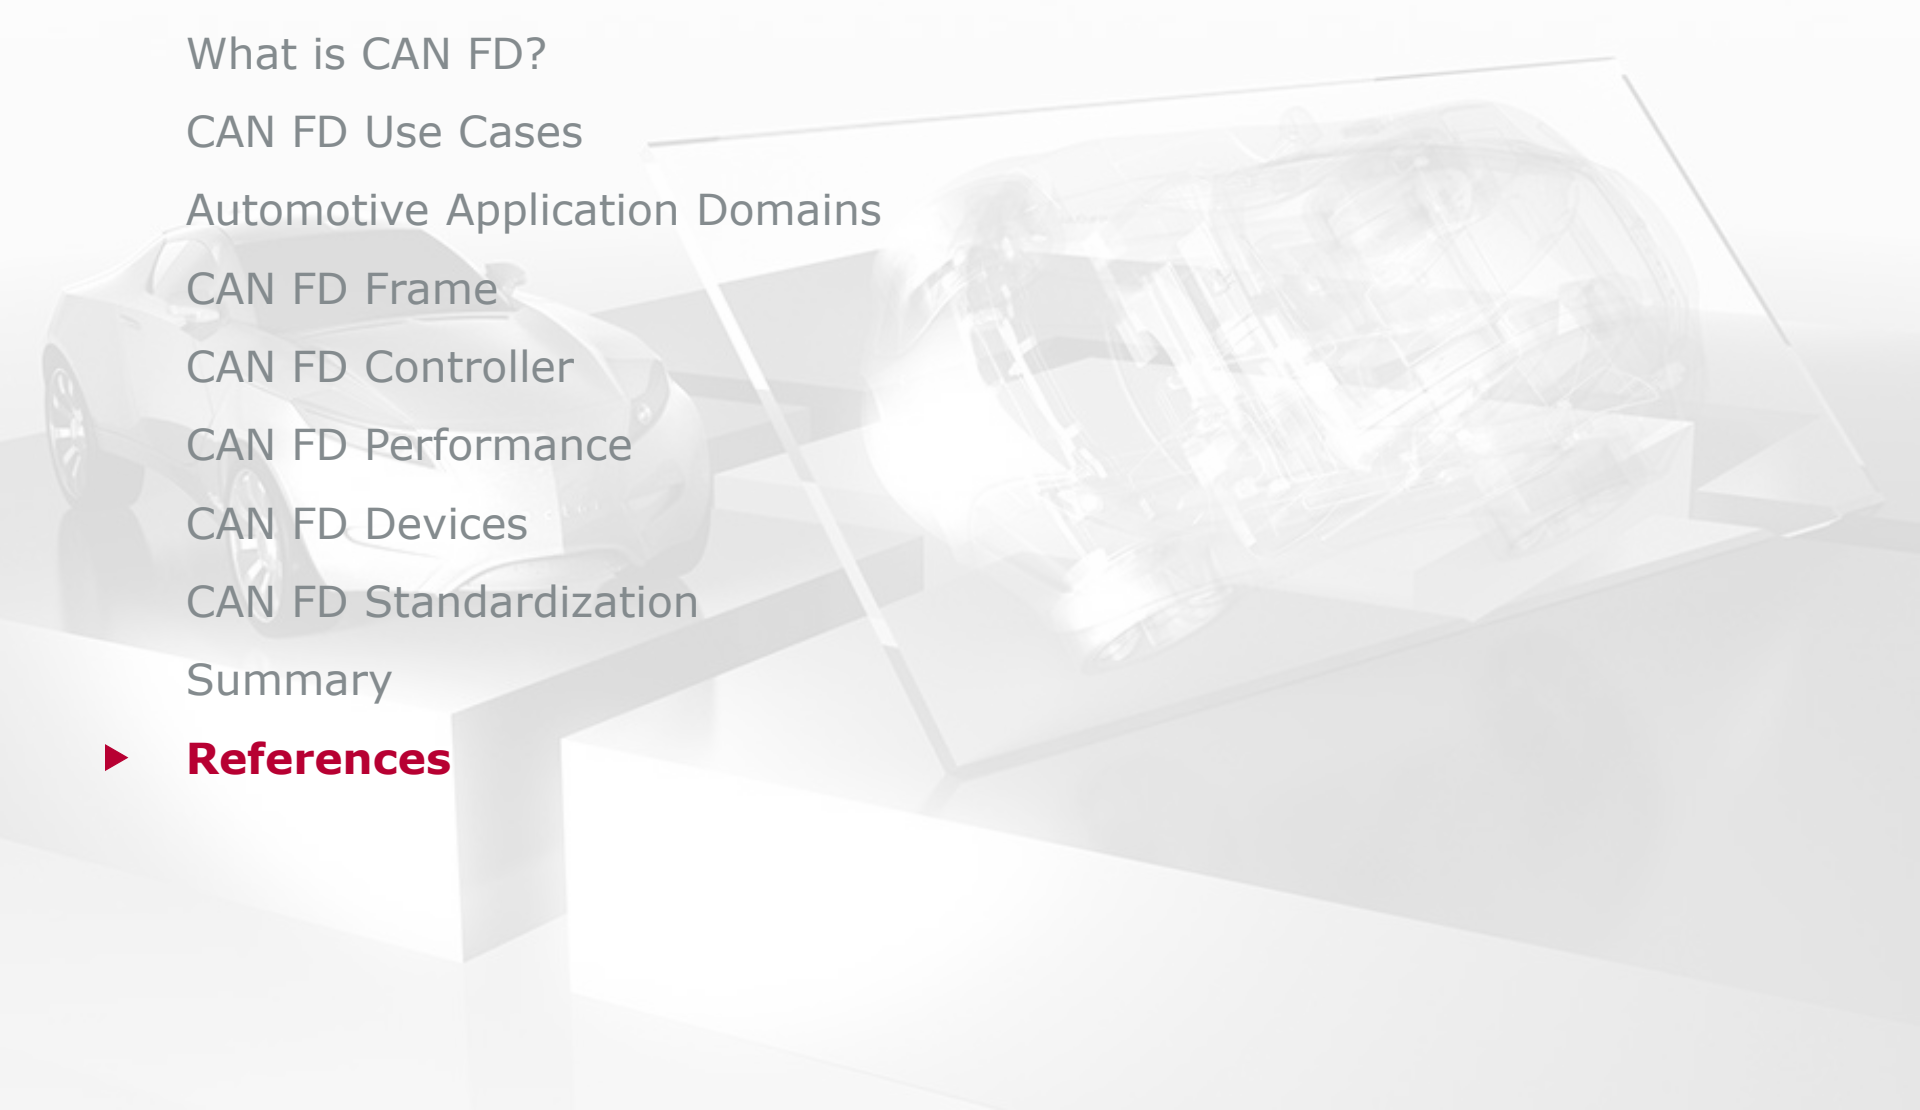 What is CAN FD?
CAN FD Use Cases
Automotive Application Domains
CAN FD Frame
CAN FD Controller
CAN FD Performance
CAN FD Devices
CAN FD Standardization
Summary
References